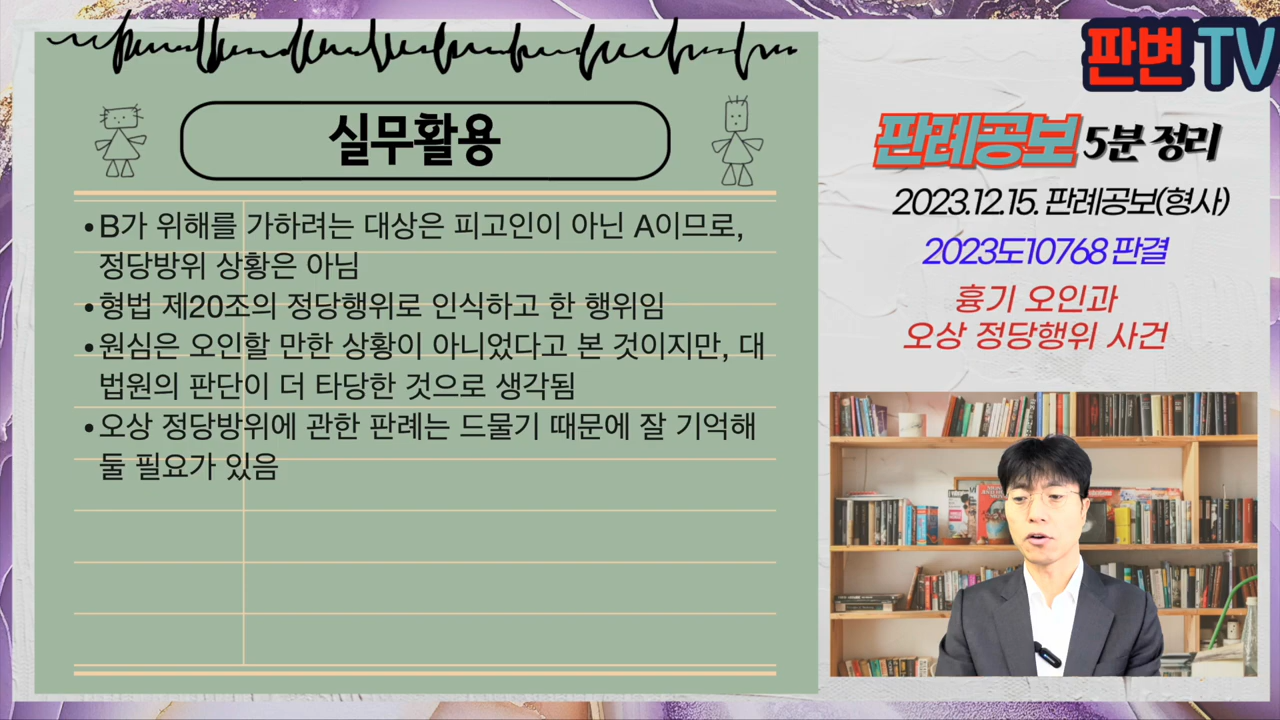 실무활용
•B가 위해를 가하려는 대상은 피고인이 아닌 A이므로,
정당방위 상황은 아님
•형법 제20조의 정당행위로 인식하고 한 행위임
•원심은 오인할 만한 상황이 아니었다고 본 것이지만, 대
법원의 판단이 더 타당한 것으로 생각됨
•오상 정당방위에 관한 판례는 드물기 때문에 잘 기억해
둘 필요가 있음
판변 TV
판례공보 5분 정리
2023.12.15. 판례공보(형사)
2023도10768 판결
흉기 오인과
오상 정당행위 사건